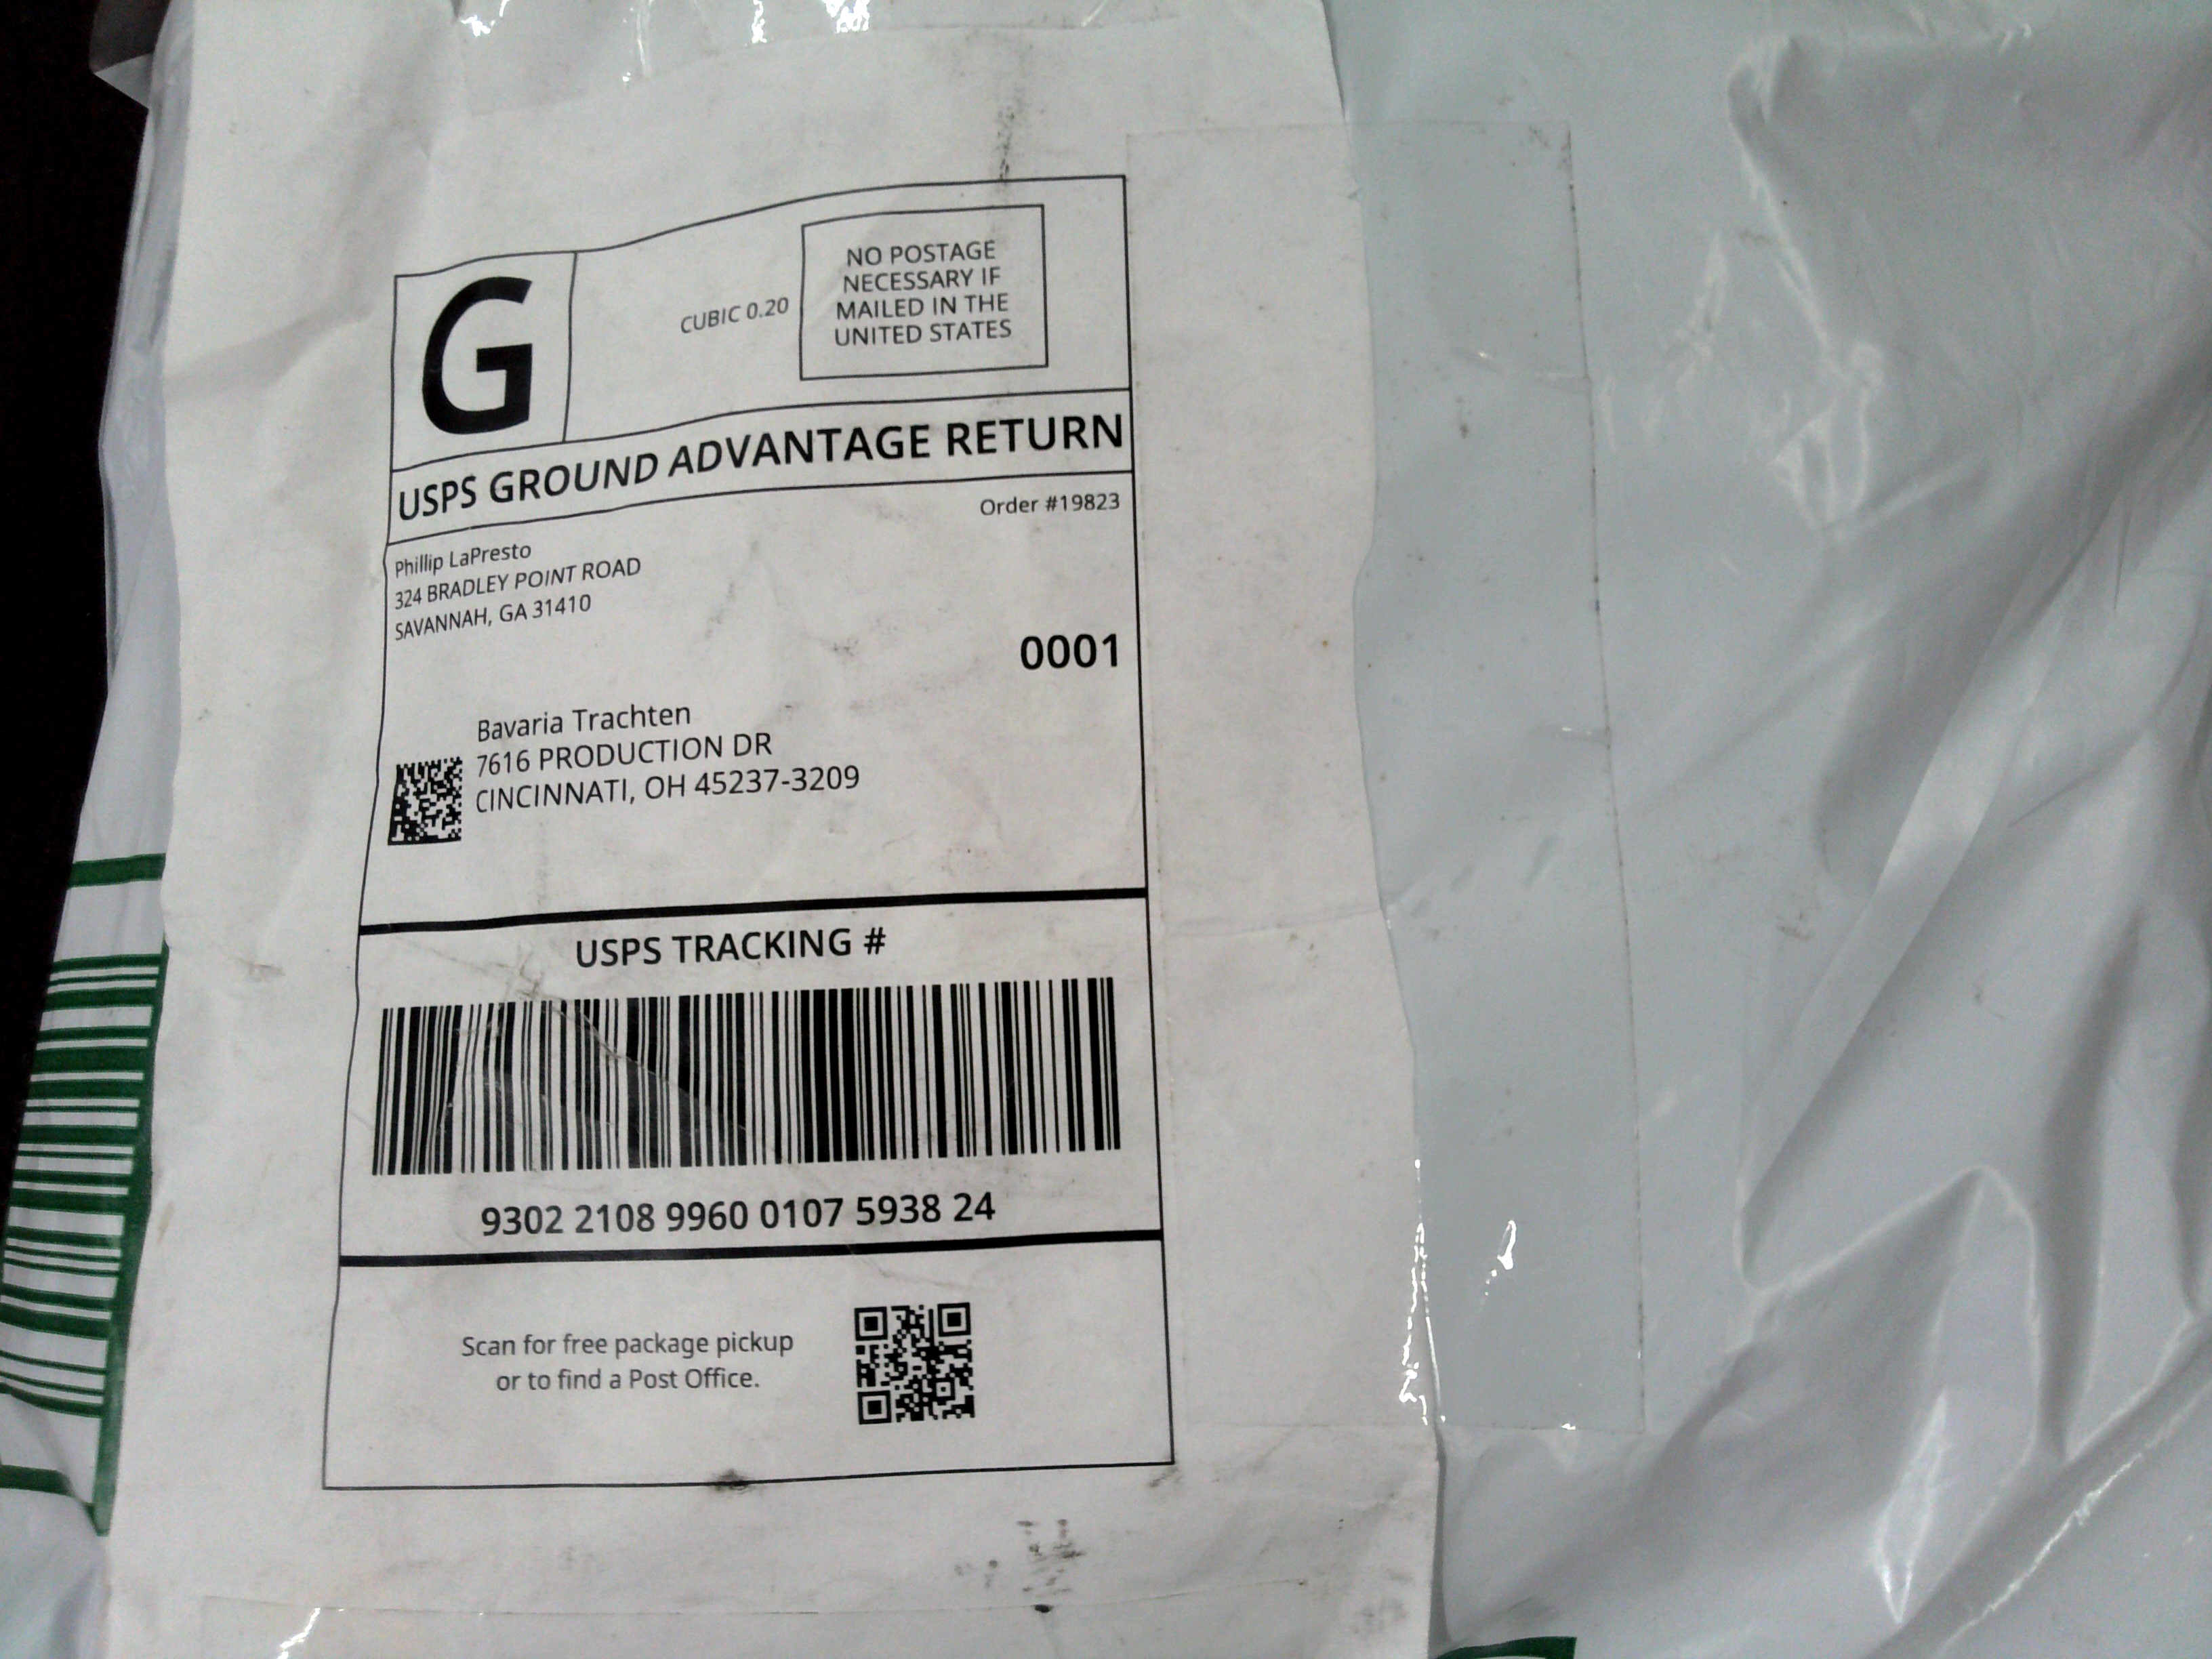 G
CUBIC 0.20
NO POSTAGE
NECESSARY IF
MAILED IN THE
UNITED STATES
USPS GROUND ADVANTAGE RETURN
Order #19823
Phillip LaPresto
324 BRADLEY POINT ROAD
SAVANNAH, GA 31410
0001
Bavaria Trachten
7616 PRODUCTION DR
CINCINNATI, OH 45237-3209
USPS TRACKING #
9302 2108 9960 0107 5938 24
Scan for free package pickup
or to find a Post Office.